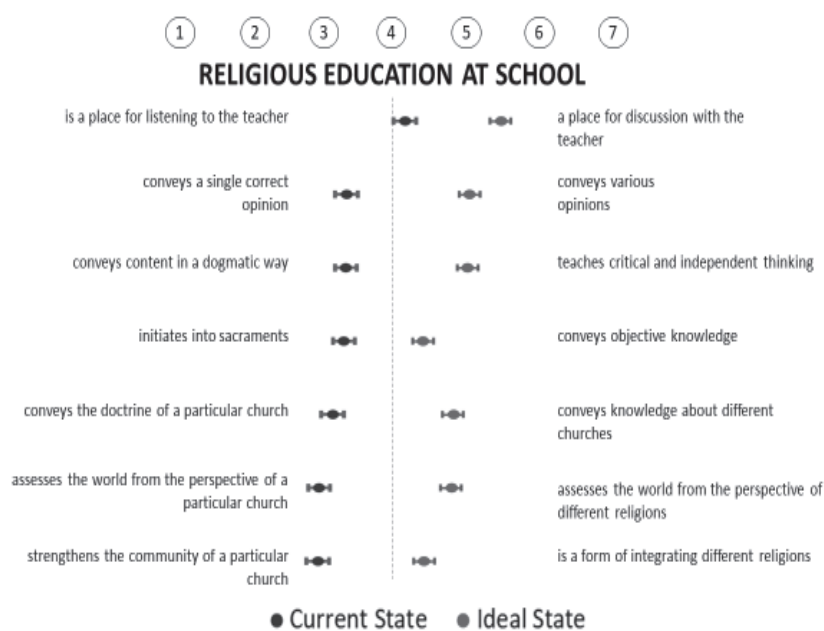 1 2 3 4 5 6 7
RELIGIOUS EDUCATION AT SCHOOL
is a place for listening to the teacher
a place for discussion with the
teacher
conveys a single correct
opinion
conveys various
opinions
conveys content in a dogmatic way
teaches critical and independent thinking
initiates into sacraments
conveys objective knowledge
conveys the doctrine of a particular church
conveys knowledge about different
churches
assesses the world from the perspective of a
particular church
assesses the world from the perspective of
different religions
strengthens the community of a particular
church
is a form of integrating different religions
Current State Ideal State